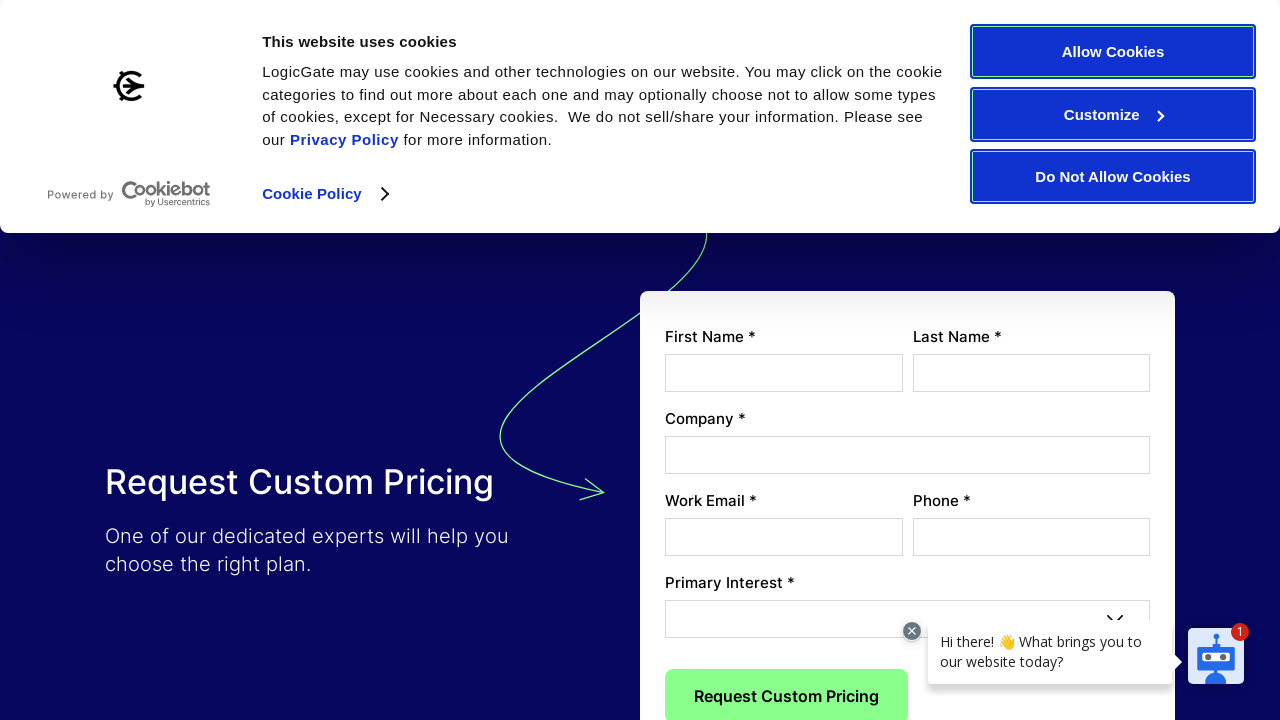 This website uses cookies
LogicGate may use cookies and other technologies on our website. You may click on the cookie
categories to find out more about each one and may optionally choose not to allow some types
of cookies, except for Necessary cookies.  We do not sell/share your information. Please see
our Privacy Policy for more information.
Cookie Policy
Powered by Cookiebot
by Usercentrics
Allow Cookies
Customize
Do Not Allow Cookies
Request Custom Pricing
One of our dedicated experts will help you
choose the right plan.
First Name *
Last Name *
Company *
Work Email *
Phone *
Primary Interest *
Request Custom Pricing
Hi there! 👋 What brings you to
our website today?
1